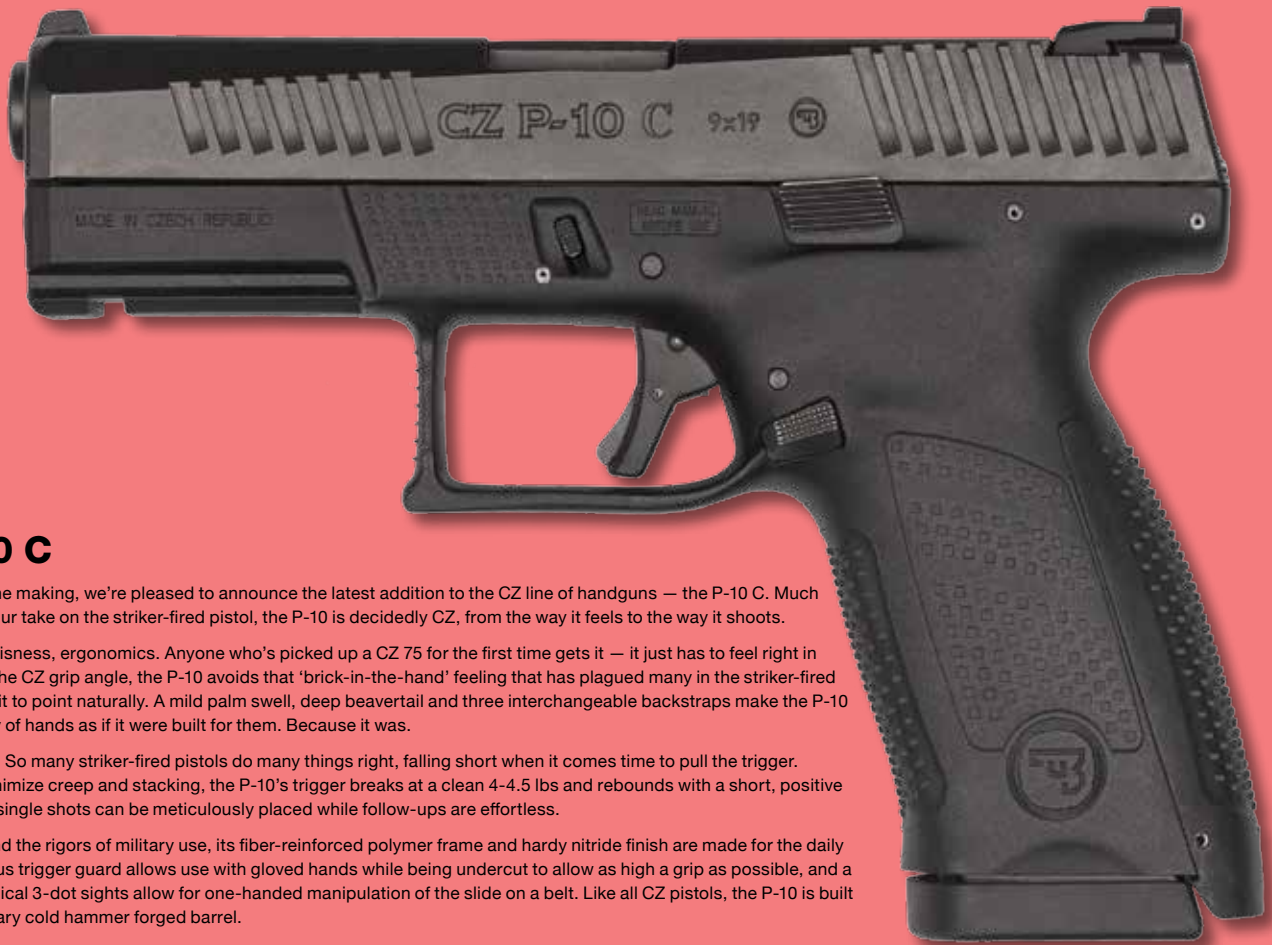 CZ P-10 C 9x19
MADE IN CZECH REPUBLIC
READ MANUAL
BEFORE USE
0 C
he making, we’re pleased to announce the latest addition to the CZ line of handguns — the P-10 C. Much
ur take on the striker-fired pistol, the P-10 is decidedly CZ, from the way it feels to the way it shoots.
isness, ergonomics. Anyone who’s picked up a CZ 75 for the first time gets it — it just has to feel right in
he CZ grip angle, the P-10 avoids that ‘brick-in-the-hand’ feeling that has plagued many in the striker-fired
it to point naturally. A mild palm swell, deep beavertail and three interchangeable backstraps make the P-10
of hands as if it were built for them. Because it was.
So many striker-fired pistols do many things right, falling short when it comes time to pull the trigger.
nimize creep and stacking, the P-10’s trigger breaks at a clean 4-4.5 lbs and rebounds with a short, positive
single shots can be meticulously placed while follow-ups are effortless.
d the rigors of military use, its fiber-reinforced polymer frame and hardy nitride finish are made for the daily
us trigger guard allows use with gloved hands while being undercut to allow as high a grip as possible, and a
ical 3-dot sights allow for one-handed manipulation of the slide on a belt. Like all CZ pistols, the P-10 is built
ary cold hammer forged barrel.